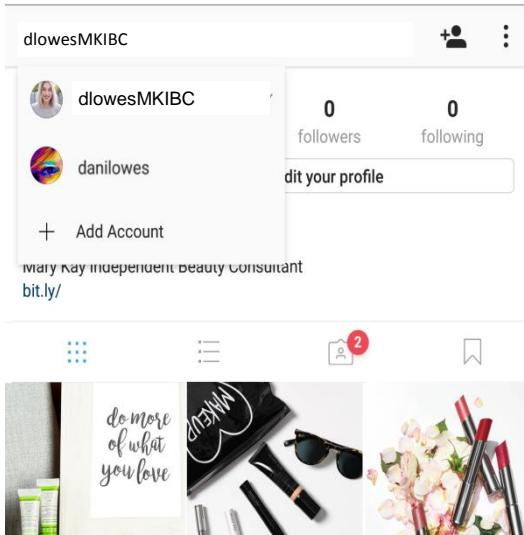 dlowesMKIBC
dlowesMKIBC
0
0
followers
following
danilowes
dit your profile
+ Add Account
Mary Kay Independent Beauty Consultant
bit.ly/
2
do more
of what
you love
MAKEUP